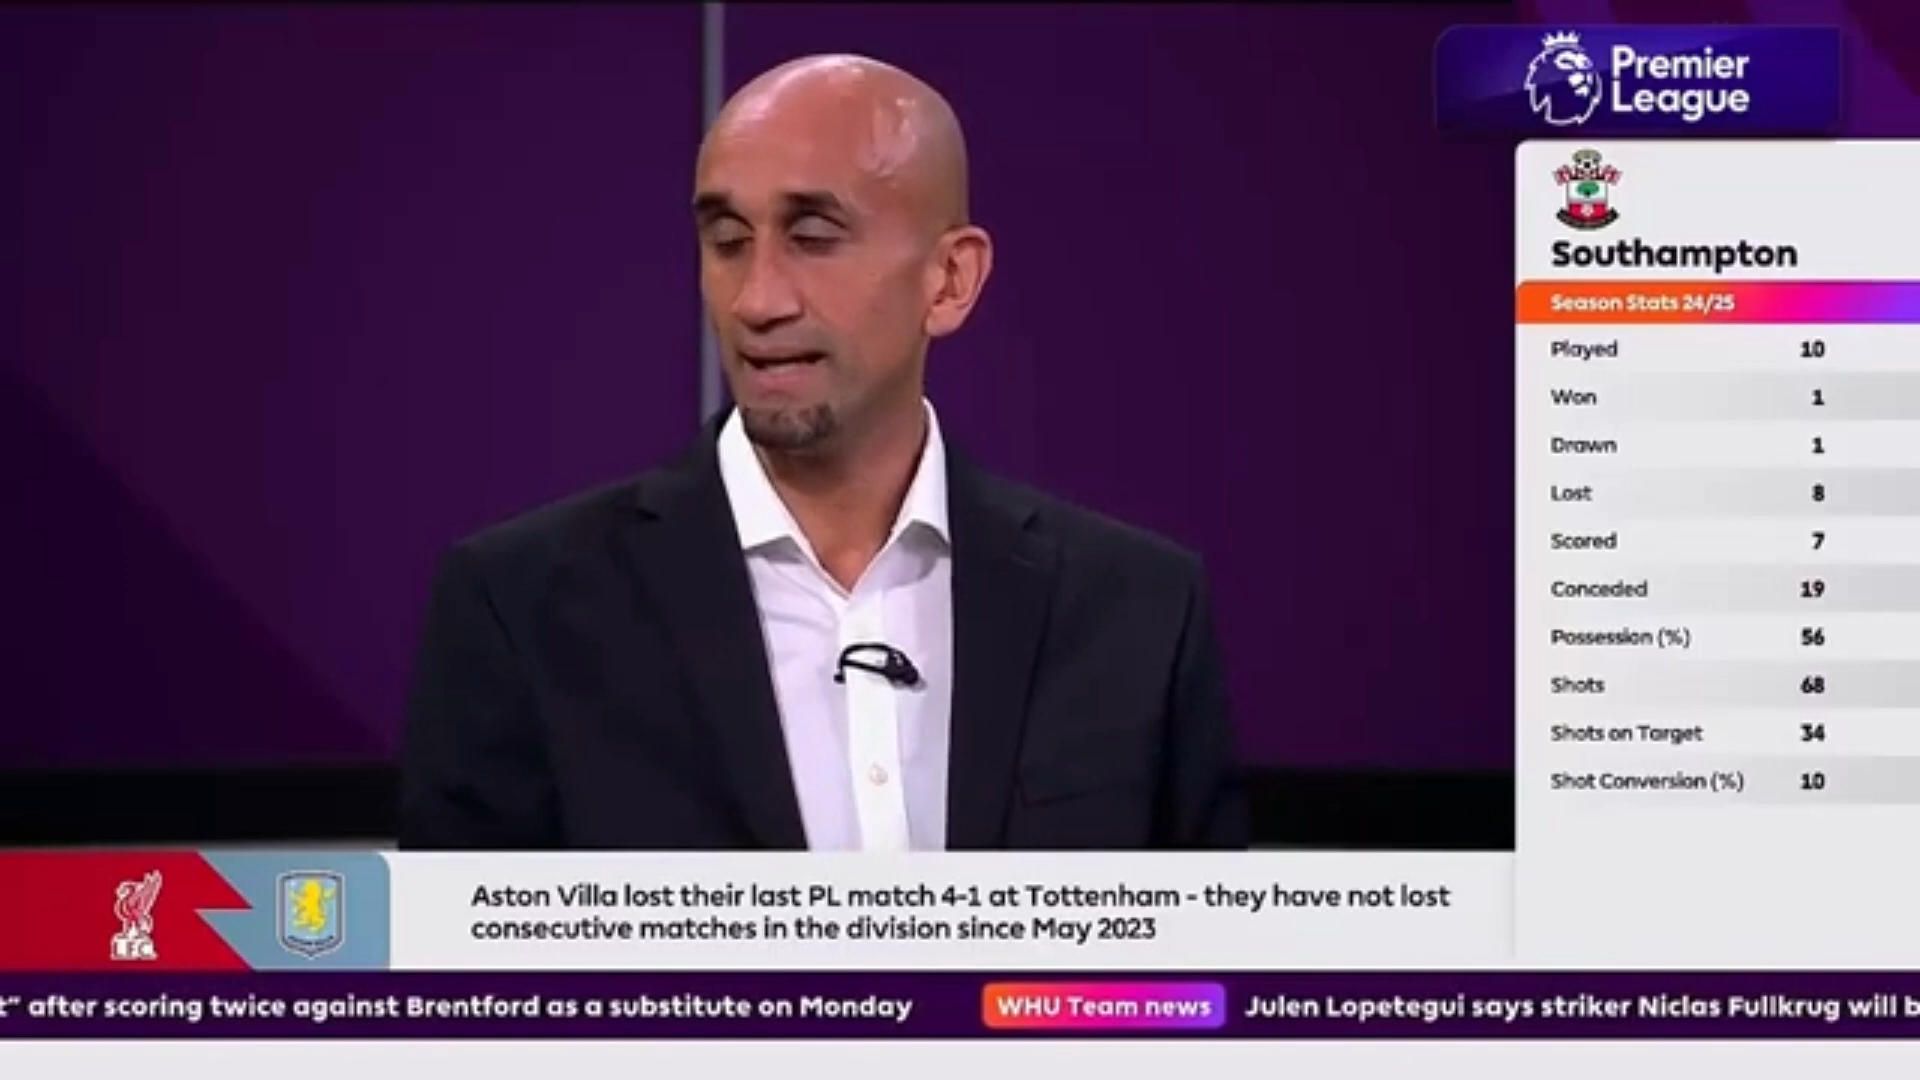 Premier
League
Southampton
Season Stats 24/25
Played 10
Won 1
Drawn 1
Lost 8
Scored 7
Conceded 19
Possession (%) 56
Shots 68
Shots on Target 34
Shot Conversion (%) 10
L.F.C.
Aston Villa lost their last PL match 4-1 at Tottenham - they have not lost
consecutive matches in the division since May 2023
t" after scoring twice against Brentford as a substitute on Monday WHU Team news Julen Lopetegui says striker Niclas Fullkrug will b